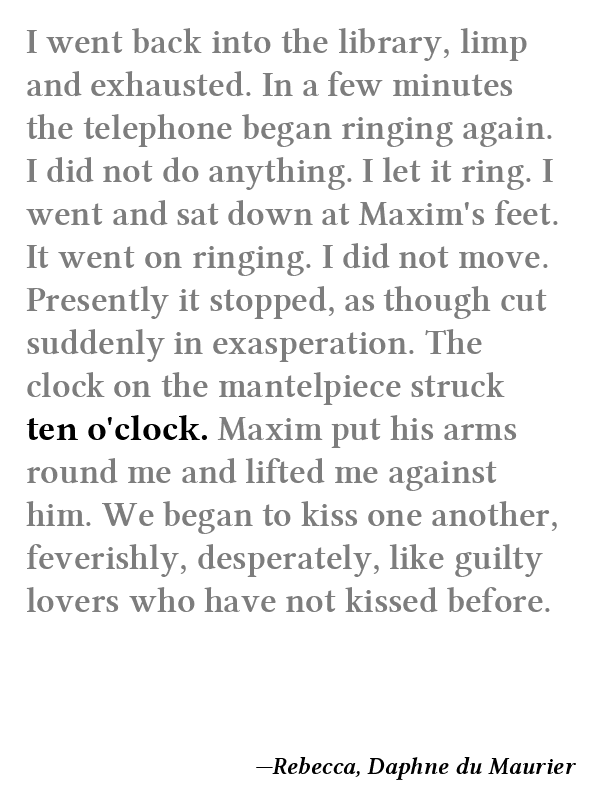 I went back into the library, limp
and exhausted. In a few minutes
the telephone began ringing again.
I did not do anything. I let it ring. I
went and sat down at Maxim's feet.
It went on ringing. I did not move.
Presently it stopped, as though cut
suddenly in exasperation. The
clock on the mantelpiece struck
ten o'clock. Maxim put his arms
round me and lifted me against
him. We began to kiss one another,
feverishly, desperately, like guilty
lovers who have not kissed before.
—Rebecca, Daphne du Maurier